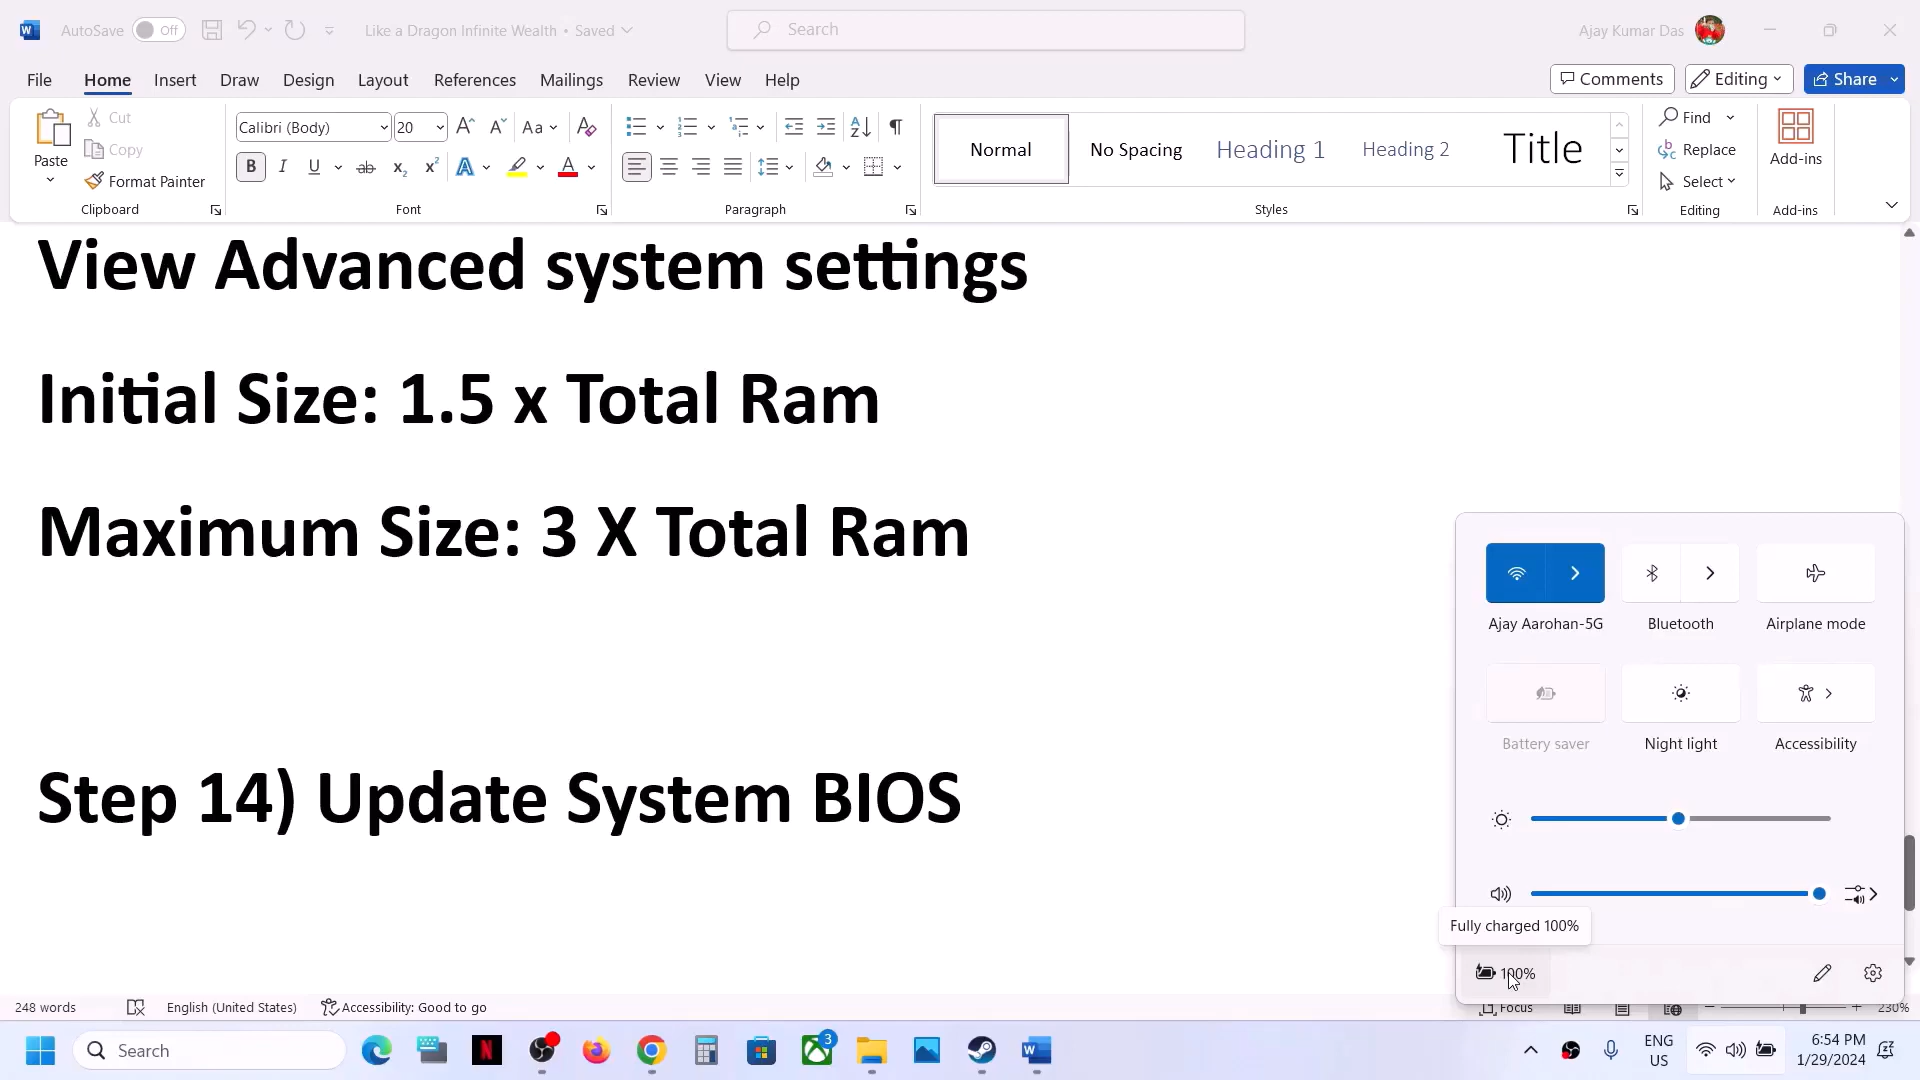 AutoSave Off Like a Dragon Infinite Wealth • Saved Search Ajay Kumar Das
File Home Insert Draw Design Layout References Mailings Review View Help Comments Editing Share
Paste Cut Copy Format Painter
Calibri (Body) 20
Normal No Spacing Heading 1 Heading 2 Title
Find Replace Select
Add-ins
Clipboard Font Paragraph Styles Editing Add-ins
View Advanced system settings
Initial Size: 1.5 x Total Ram
Maximum Size: 3 X Total Ram
Step 14) Update System BIOS
Ajay Aarohan-5G Bluetooth Airplane mode
Battery saver Night light Accessibility
Fully charged 100%
100%
248 words English (United States) Accessibility: Good to go Focus 230%
Search 3 ENG US 6:54 PM 1/29/2024